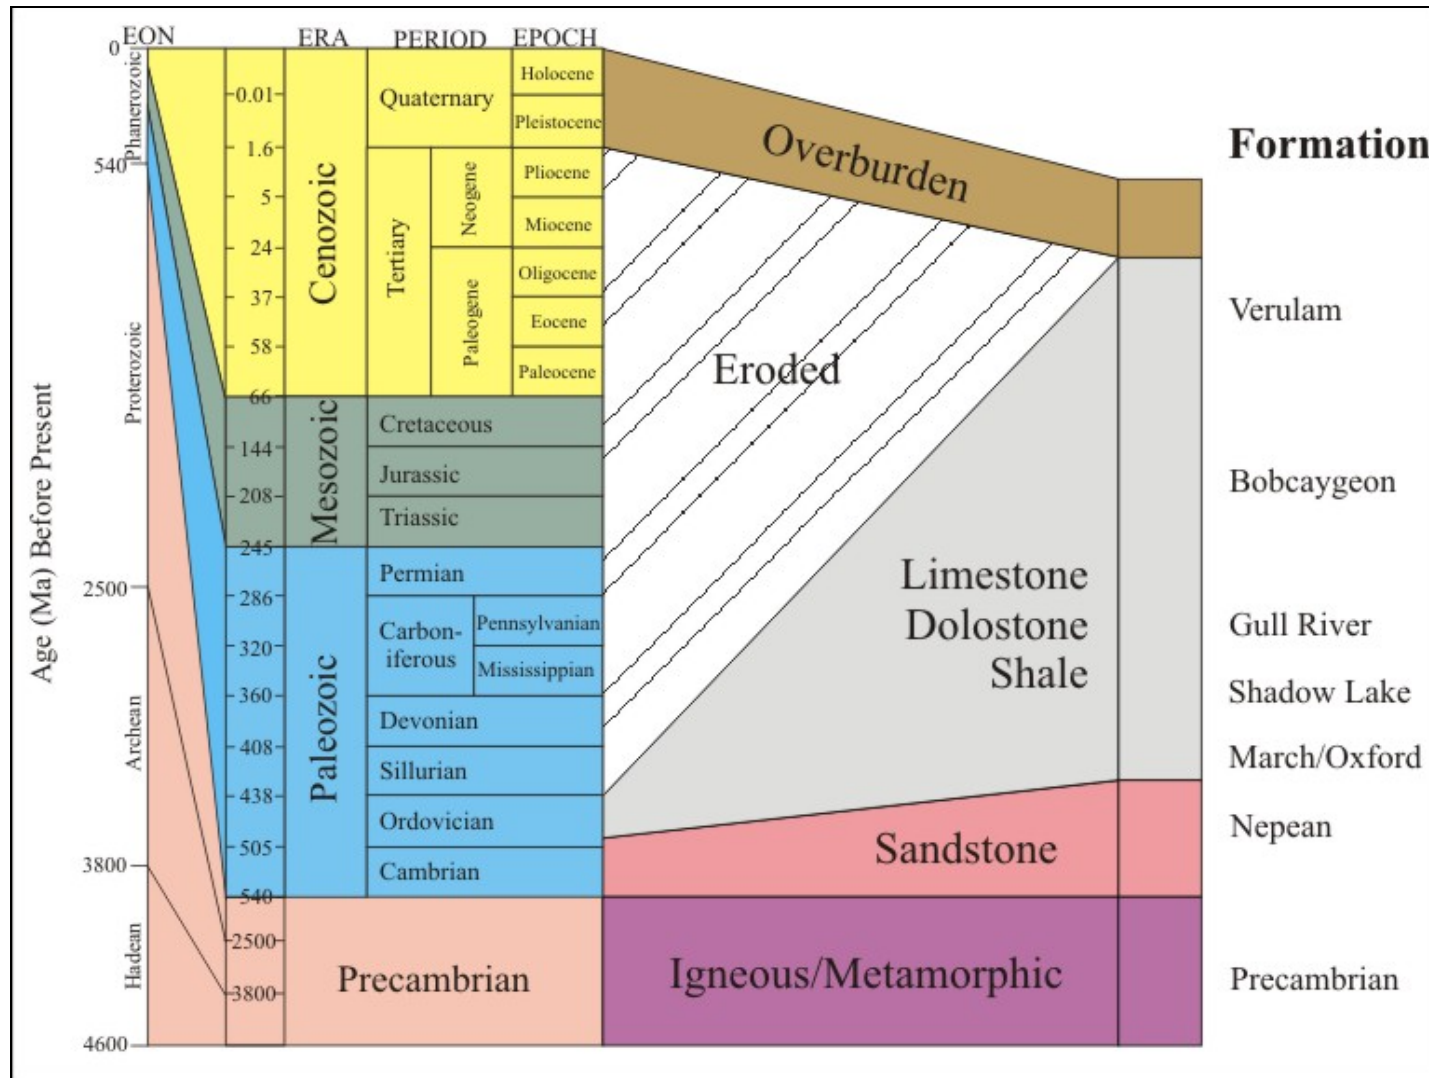 EON ERA PERIOD EPOCH
0
540
2500
3800
4600
Age (Ma) Before Present
Phanerozoic
Proterozoic
Archean
Hadean
0.01
1.6
5
24
37
58
66
144
208
245
286
320
360
408
438
505
540
2500
3800
Cenozoic
Mesozoic
Paleozoic
Precambrian
Quaternary
Tertiary
Neogene
Paleogene
Holocene
Pleistocene
Pliocene
Miocene
Oligocene
Eocene
Paleocene
Cretaceous
Jurassic
Triassic
Permian
Carbon-
iferous
Pennsylvanian
Mississippian
Devonian
Sillurian
Ordovician
Cambrian
Overburden
Eroded
Limestone
Dolostone
Shale
Sandstone
Igneous/Metamorphic
Formation
Verulam
Bobcaygeon
Gull River
Shadow Lake
March/Oxford
Nepean
Precambrian